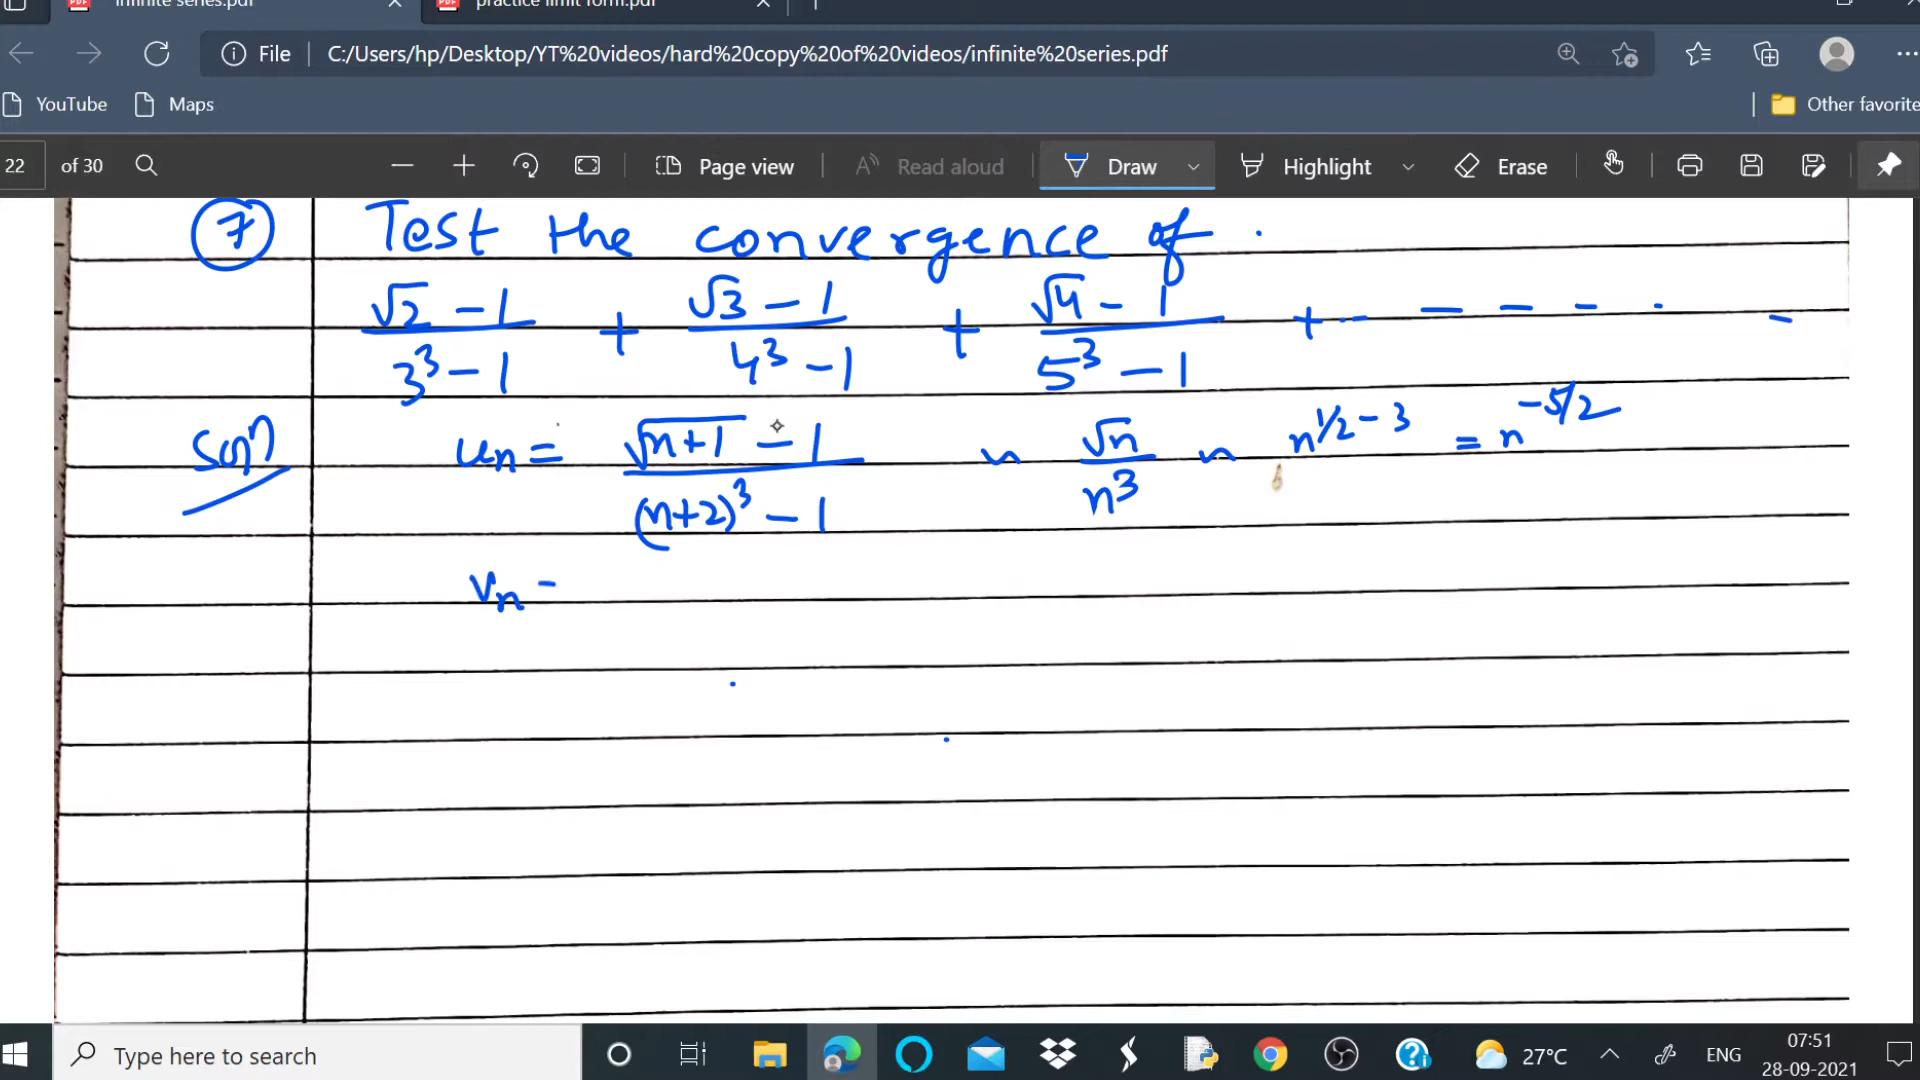 infinite series.pdf
practice limit form.pdf
File C:/Users/hp/Desktop/YT%20videos/hard%20copy%20of%20videos/infinite%20series.pdf
YouTube Maps Other favorite
22 of 30 Page view Read aloud Draw Highlight Erase
7 Test the convergence of .
(√2 - 1)/(3³ - 1) + (√3 - 1)/(4³ - 1) + (√4 - 1)/(5³ - 1) + - - - - - . -
Solⁿ uₙ = (√(n+1) - 1)/((n+2)³ - 1) ~ √n/n³ ~ n^(1/2 - 3) = n^(-5/2)
vₙ -
Type here to search 27°C ENG 07:51
28-09-2021